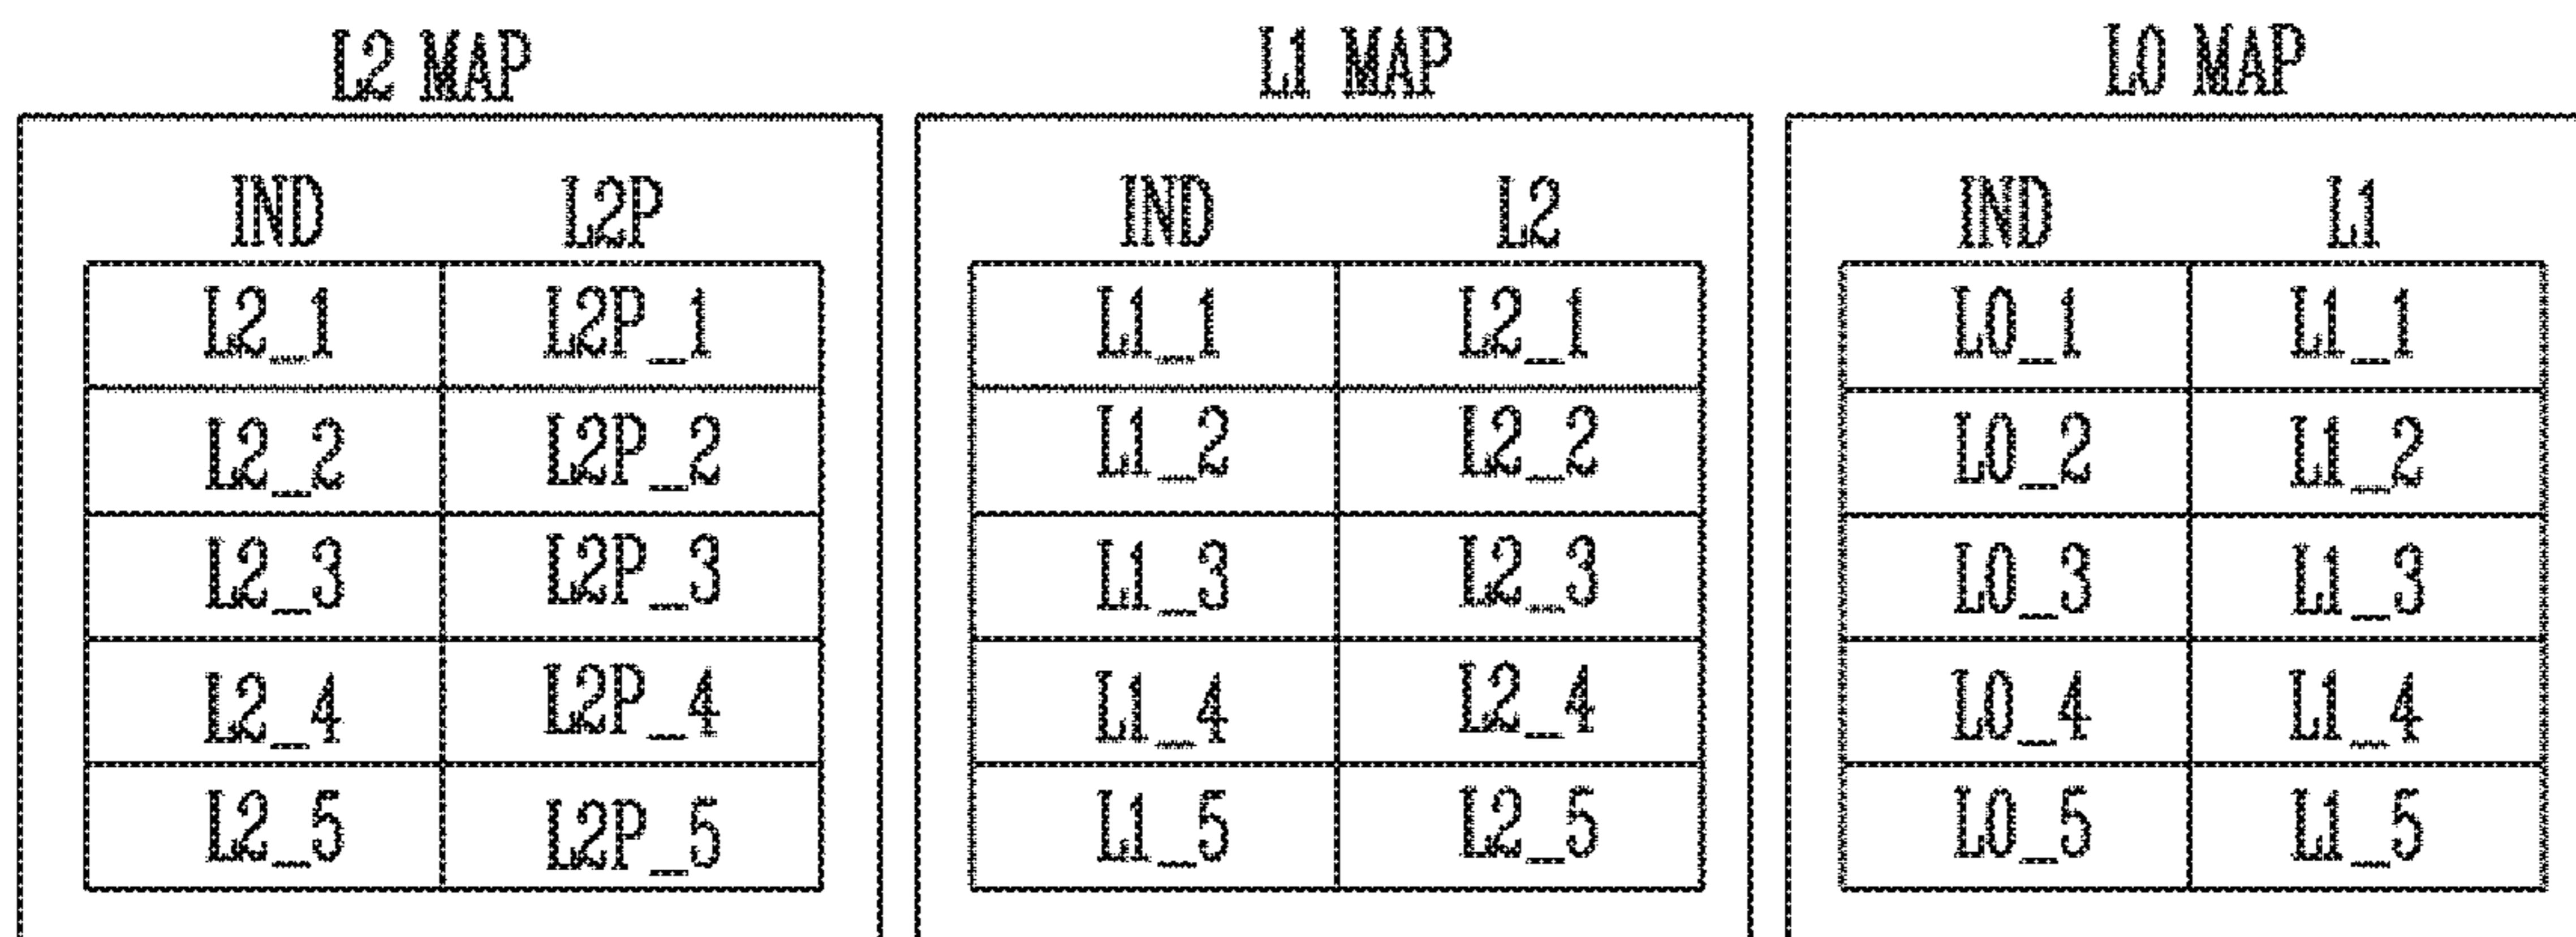 L2 MAP L1 MAP L0 MAP
IND L2P IND L2 IND L1
L2_1 L2P_1 L1_1 L2_1 L0_1 L1_1
L2_2 L2P_2 L1_2 L2_2 L0_2 L1_2
L2_3 L2P_3 L1_3 L2_3 L0_3 L1_3
L2_4 L2P_4 L1_4 L2_4 L0_4 L1_4
L2_5 L2P_5 L1_5 L2_5 L0_5 L1_5